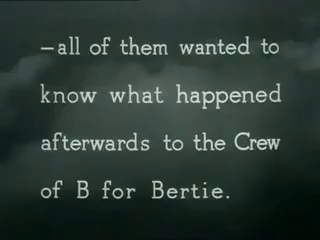 —all of them wanted to
know what happened
afterwards to the Crew
of B for Bertie.